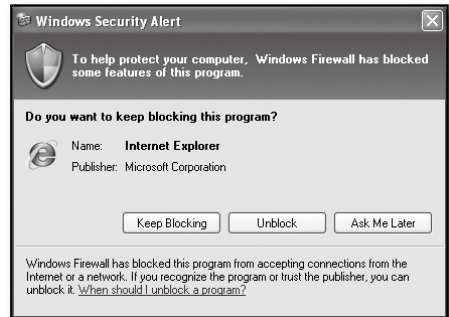 Windows Security Alert
To help protect your computer, Windows Firewall has blocked
some features of this program.
Do you want to keep blocking this program?
Name: Internet Explorer
Publisher: Microsoft Corporation
Keep Blocking Unblock Ask Me Later
Windows Firewall has blocked this program from accepting connections from the
Internet or a network. If you recognize the program or trust the publisher, you can
unblock it. When should I unblock a program?